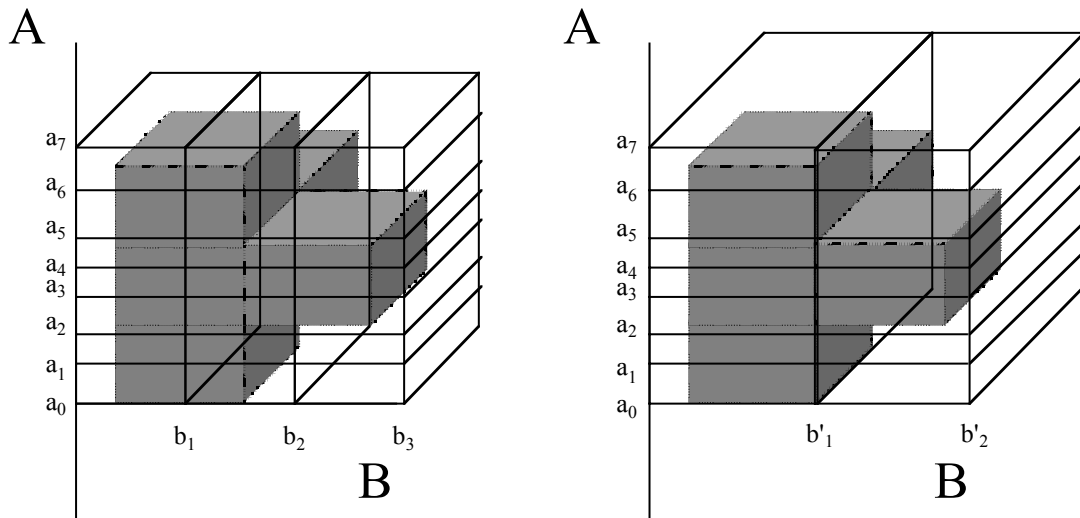 A
a₇
a₆
a₅
a₄
a₃
a₂
a₁
a₀
b₁ b₂ b₃
B
A
a₇
a₆
a₅
a₄
a₃
a₂
a₁
a₀
b'₁ b'₂
B